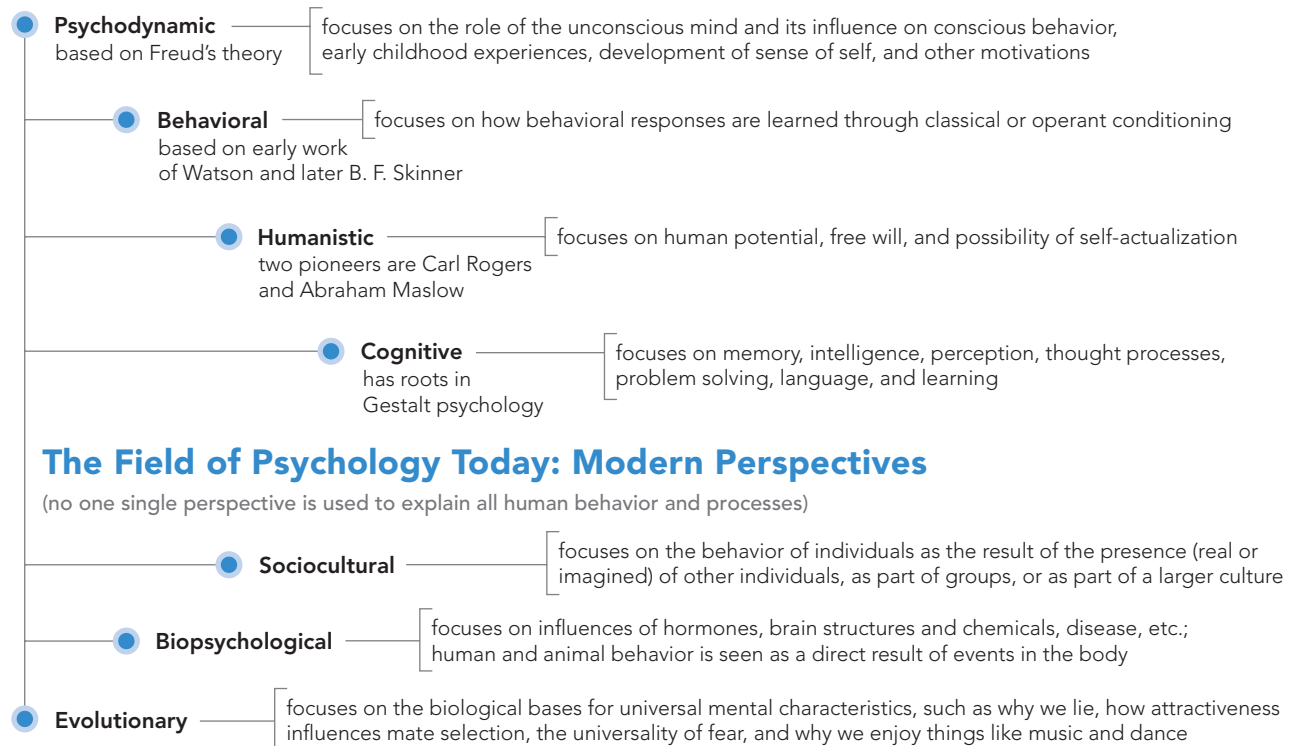 Psychodynamic
based on Freud’s theory
focuses on the role of the unconscious mind and its influence on conscious behavior,
early childhood experiences, development of sense of self, and other motivations
Behavioral
based on early work
of Watson and later B. F. Skinner
focuses on how behavioral responses are learned through classical or operant conditioning
Humanistic
two pioneers are Carl Rogers
and Abraham Maslow
focuses on human potential, free will, and possibility of self-actualization
Cognitive
has roots in
Gestalt psychology
focuses on memory, intelligence, perception, thought processes,
problem solving, language, and learning
The Field of Psychology Today: Modern Perspectives
(no one single perspective is used to explain all human behavior and processes)
Sociocultural
focuses on the behavior of individuals as the result of the presence (real or
imagined) of other individuals, as part of groups, or as part of a larger culture
Biopsychological
focuses on influences of hormones, brain structures and chemicals, disease, etc.;
human and animal behavior is seen as a direct result of events in the body
Evolutionary
focuses on the biological bases for universal mental characteristics, such as why we lie, how attractiveness
influences mate selection, the universality of fear, and why we enjoy things like music and dance